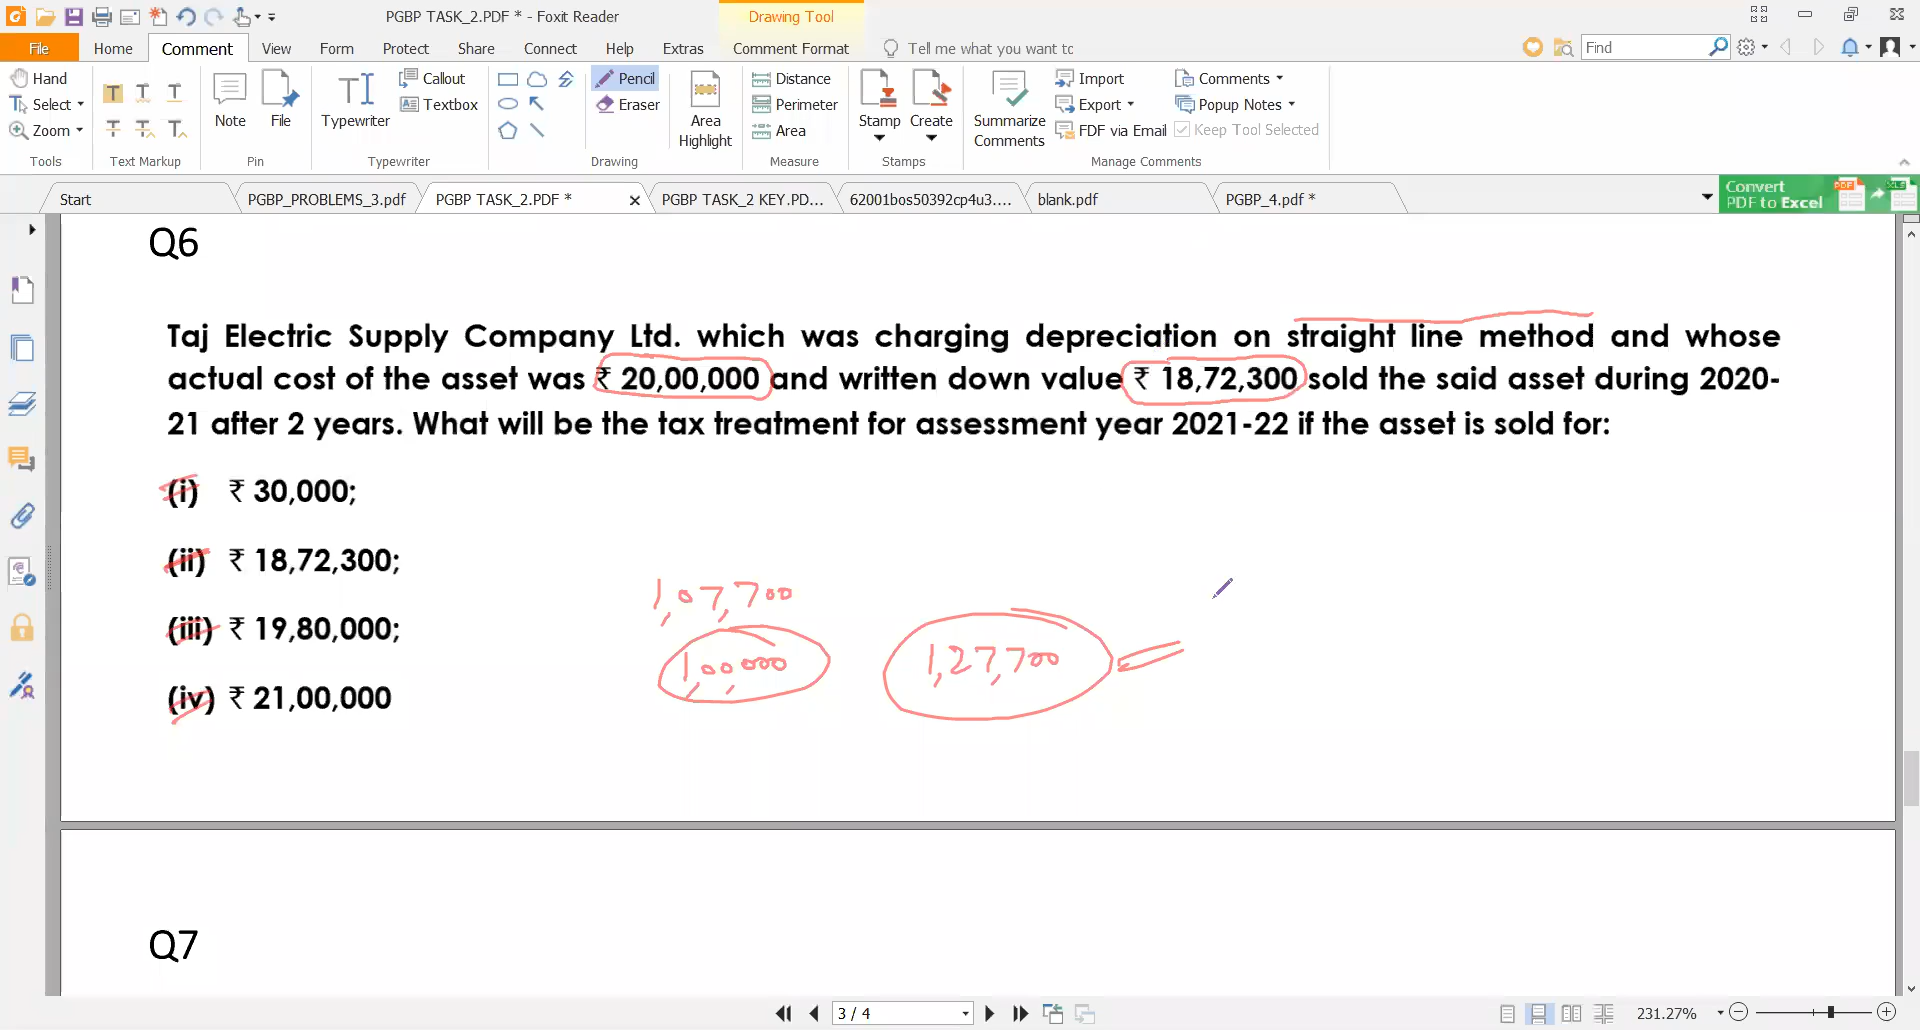 PGBP TASK_2.PDF * - Foxit Reader
Drawing Tool
File Home Comment View Form Protect Share Connect Help Extras Comment Format Tell me what you want to Find
Hand
Select
Zoom
Tools
Text Markup
Note
File
Pin
Typewriter
Typewriter
Callout
Textbox
Pencil
Eraser
Drawing
Area
Highlight
Distance
Perimeter
Area
Measure
Stamp
Create
Stamps
Summarize
Comments
Import
Export
FDF via Email
Comments
Popup Notes
Keep Tool Selected
Manage Comments
Start PGBP_PROBLEMS_3.pdf PGBP TASK_2.PDF * PGBP TASK_2 KEY.PD... 62001bos50392cp4u3.... blank.pdf PGBP_4.pdf *
Convert
PDF to Excel
Q6
Taj Electric Supply Company Ltd. which was charging depreciation on straight line method and whose
actual cost of the asset was ₹ 20,00,000 and written down value ₹ 18,72,300 sold the said asset during 2020-
21 after 2 years. What will be the tax treatment for assessment year 2021-22 if the asset is sold for:
(i) ₹ 30,000;
(ii) ₹ 18,72,300;
(iii) ₹ 19,80,000;
(iv) ₹ 21,00,000
1,07,700
1,00,000
1,27,700
Q7
3 / 4
231.27%